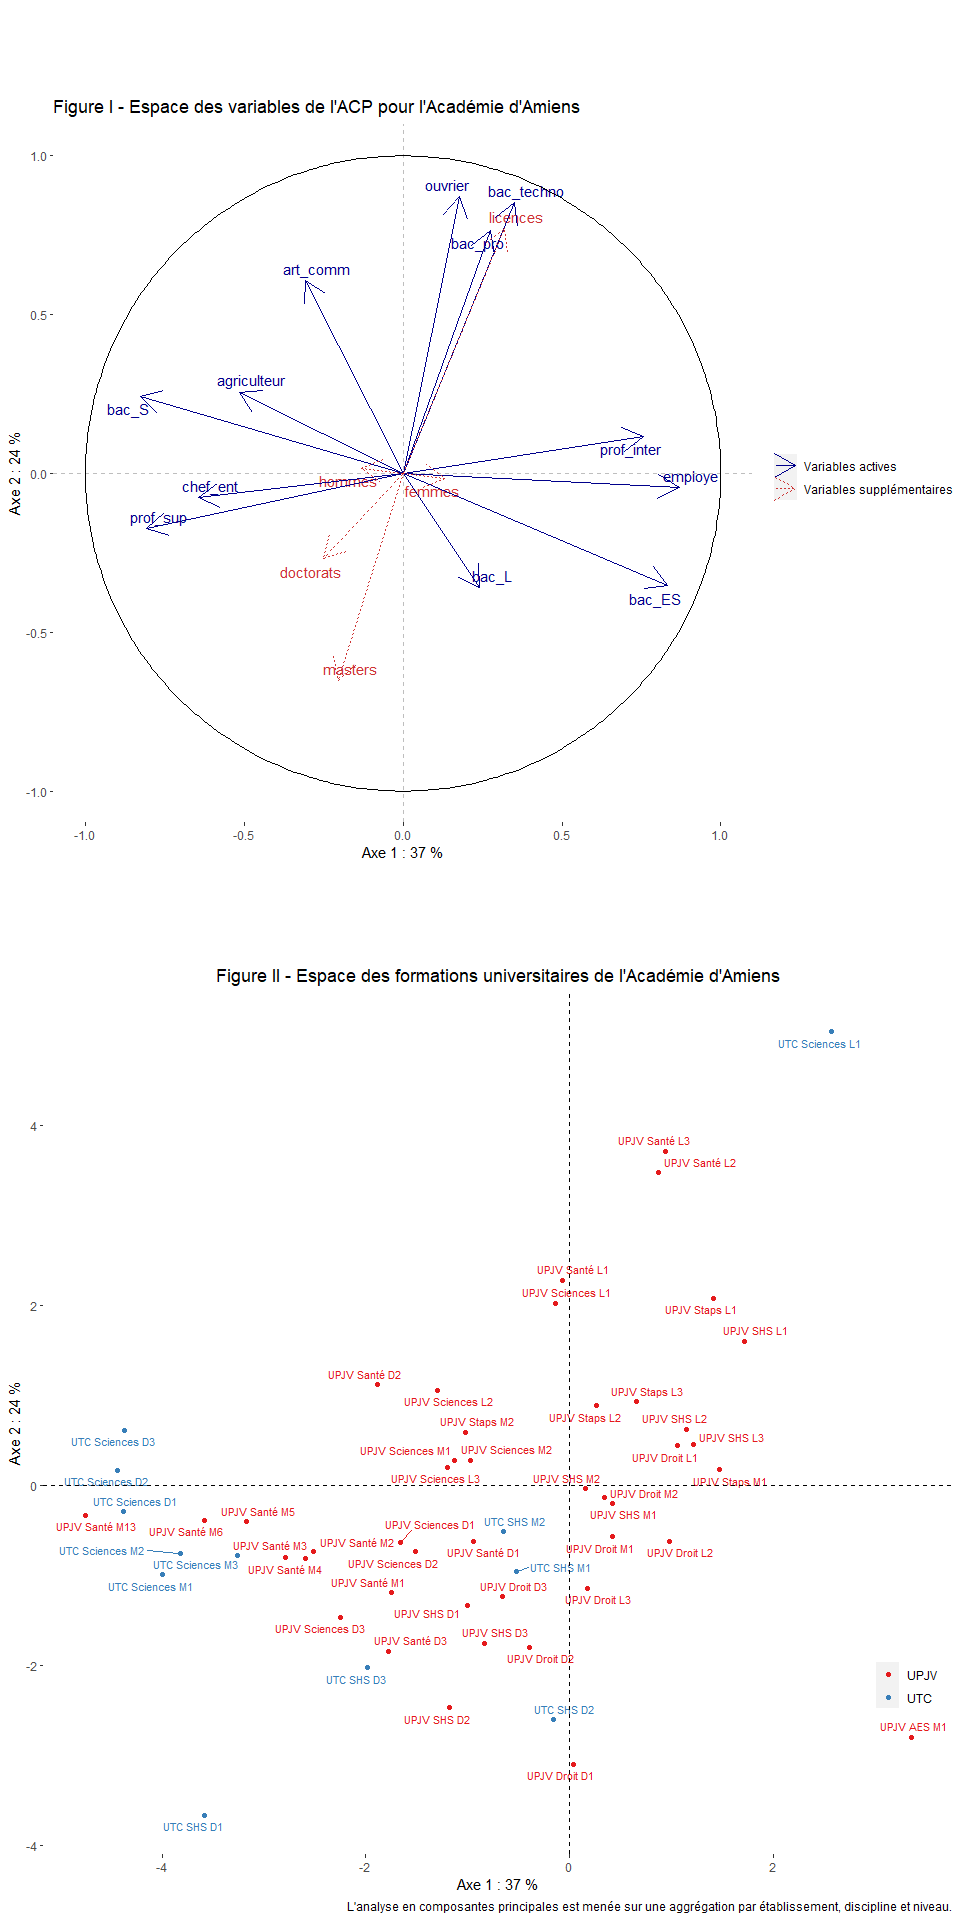 Figure I - Espace des variables de l'ACP pour l'Académie d'Amiens
1.0
ouvrier
bac_techno
licences
bac_pro
art_comm
0.5
agriculteur
bac_S
prof_inter
Axe 2 : 24 %
0.0
hommes
employe
chef_ent
femmes
prof_sup
Variables actives
Variables supplémentaires
doctorats
bac_L
bac_ES
-0.5
masters
-1.0
-1.0
-0.5
0.0
0.5
1.0
Axe 1 : 37 %
Figure II - Espace des formations universitaires de l'Académie d'Amiens
UTC Sciences L1
4
UPJV Santé L3
UPJV Santé L2
UPJV Santé L1
UPJV Sciences L1
2
UPJV Staps L1
UPJV SHS L1
UPJV Santé D2
UPJV Sciences L2
UPJV Staps L3
UPJV Staps M2
UPJV Staps L2
UPJV SHS L2
UTC Sciences D3
UPJV Sciences M1
UPJV Sciences M2
UPJV SHS L3
UPJV Droit L1
Axe 2 : 24 %
UTC Sciences D2
UPJV Sciences L3
UPJV SHS M2
UPJV Staps M1
0
UTC Sciences D1
UPJV Droit M2
UPJV Santé M5
UPJV SHS M1
UPJV Santé M13
UPJV Santé M6
UPJV Sciences D1
UTC SHS M2
UTC Sciences M2
UPJV Santé M3
UPJV Santé M2
UPJV Santé D1
UPJV Droit M1
UPJV Droit L2
UTC Sciences M3
UPJV Santé M4
UPJV Sciences D2
UTC SHS M1
UTC Sciences M1
UPJV Santé M1
UPJV Droit D3
UPJV Droit L3
UPJV SHS D1
UPJV Sciences D3
UPJV Santé D3
UPJV SHS D3
UPJV Droit D2
-2
UTC SHS D3
UPJV
UTC
UPJV SHS D2
UTC SHS D2
UPJV AES M1
UPJV Droit D1
UTC SHS D1
-4
-4
-2
0
2
Axe 1 : 37 %
L'analyse en composantes principales est menée sur une aggrégation par établissement, discipline et niveau.